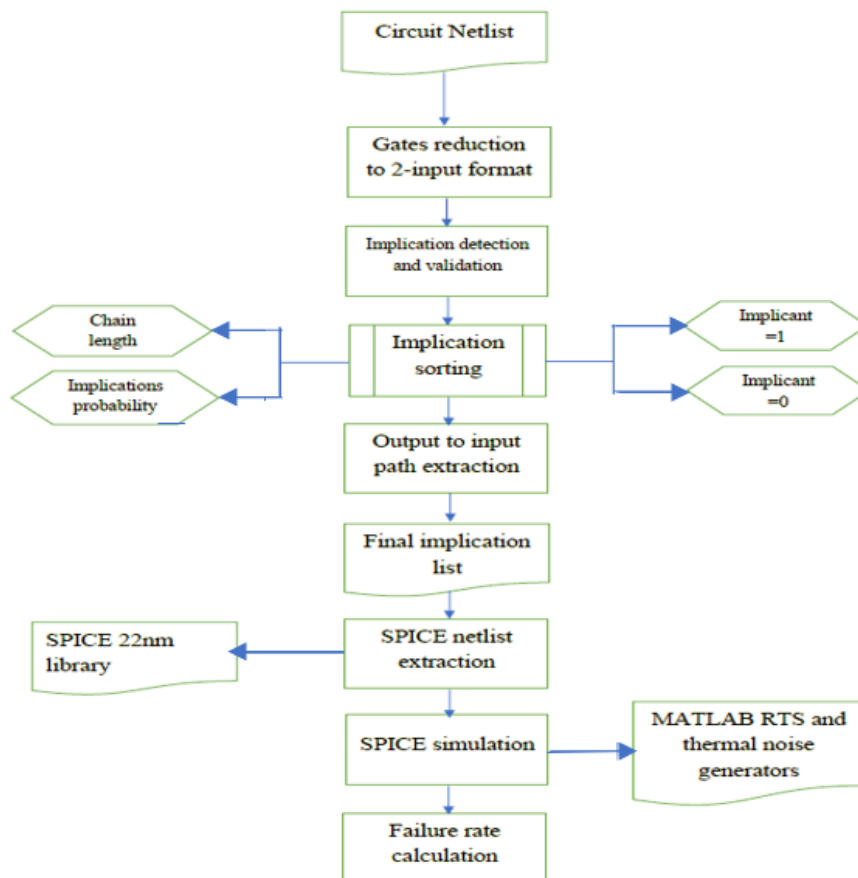 Circuit Netlist
Gates reduction
to 2-input format
Implication detection
and validation
Chain
length
Implications
probability
Implication
sorting
Implicant
=1
Implicant
=0
Output to input
path extraction
Final implication
list
SPICE 22nm
library
SPICE netlist
extraction
SPICE simulation
MATLAB RTS and
thermal noise
generators
Failure rate
calculation